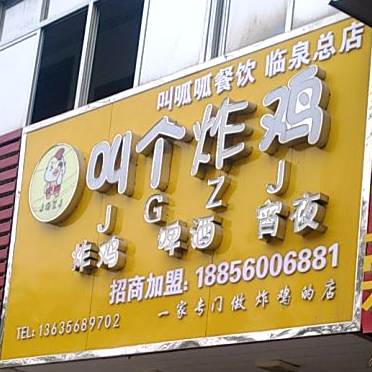 叫呱呱餐饮 临泉总店
叫个炸鸡
J G Z J
炸鸡 啤酒 宵夜
招商加盟: 18856006881
一家专门做炸鸡的店
TEL: 13635689702
JGZJ